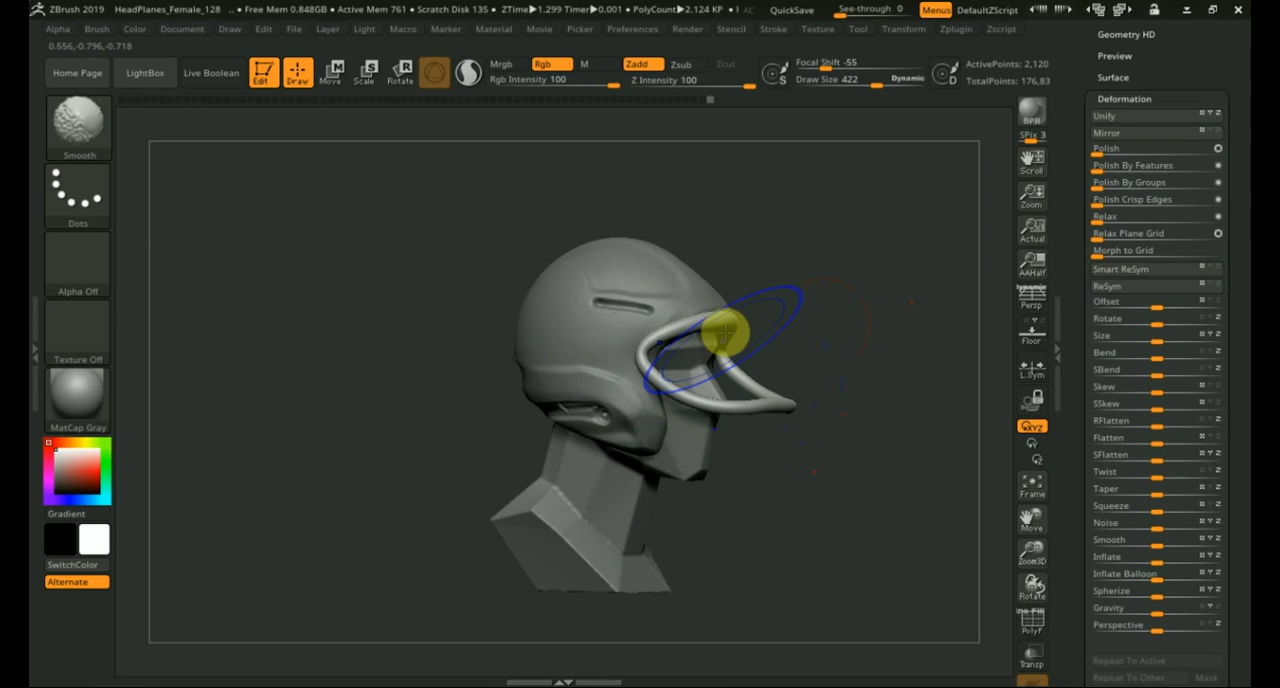 ZBrush 2019 HeadPlanes_Female_128 .. • Free Mem 0.848GB • Active Mem 761 • Scratch Disk 135 • ZTime▶1.299 Timer▶0.001 • PolyCount▶2.124 KP • AC QuickSave See-through 0 Menus DefaultZScript
Alpha Brush Color Document Draw Edit File Layer Light Macro Marker Material Movie Picker Preferences Render Stencil Stroke Texture Tool Transform Zplugin Zscript
0.556,-0.796,-0.718
Home Page LightBox Live Boolean Edit Draw Move Scale Rotate
Mrgb Rgb M Zadd Zsub Zcut
Rgb Intensity 100 Z Intensity 100
S
Focal Shift -55
Draw Size 422 Dynamic
D
ActivePoints: 2,120
TotalPoints: 176,83
Smooth
Dots
Alpha Off
Texture Off
MatCap Gray
Gradient
SwitchColor
Alternate
BPR
SPix 3
Scroll
Zoom
Actual
AAHalf
Dynamic
Persp
Floor
L.Sym
XYZ
Frame
Move
Zoom3D
Rotate
PolyF
Transp
Geometry HD
Preview
Surface
Deformation
Unify
Mirror
Polish
Polish By Features
Polish By Groups
Polish Crisp Edges
Relax
Relax Plane Grid
Morph to Grid
Smart ReSym
ReSym
Offset
Rotate
Size
Bend
SBend
Skew
SSkew
RFlatten
Flatten
SFlatten
Twist
Taper
Squeeze
Noise
Smooth
Inflate
Inflate Balloon
Spherize
Gravity
Perspective
Repeat To Active
Repeat To Other Mask